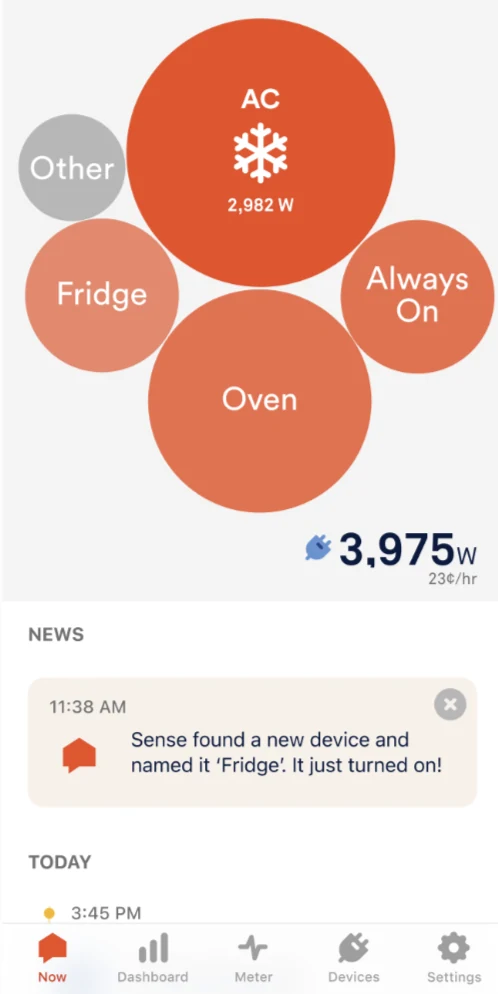 AC
2,982 W
Other
Fridge
Always
On
Oven
3,975W
23¢/hr
NEWS
11:38 AM
Sense found a new device and
named it ‘Fridge’. It just turned on!
TODAY
3:45 PM
Now
Dashboard
Meter
Devices
Settings